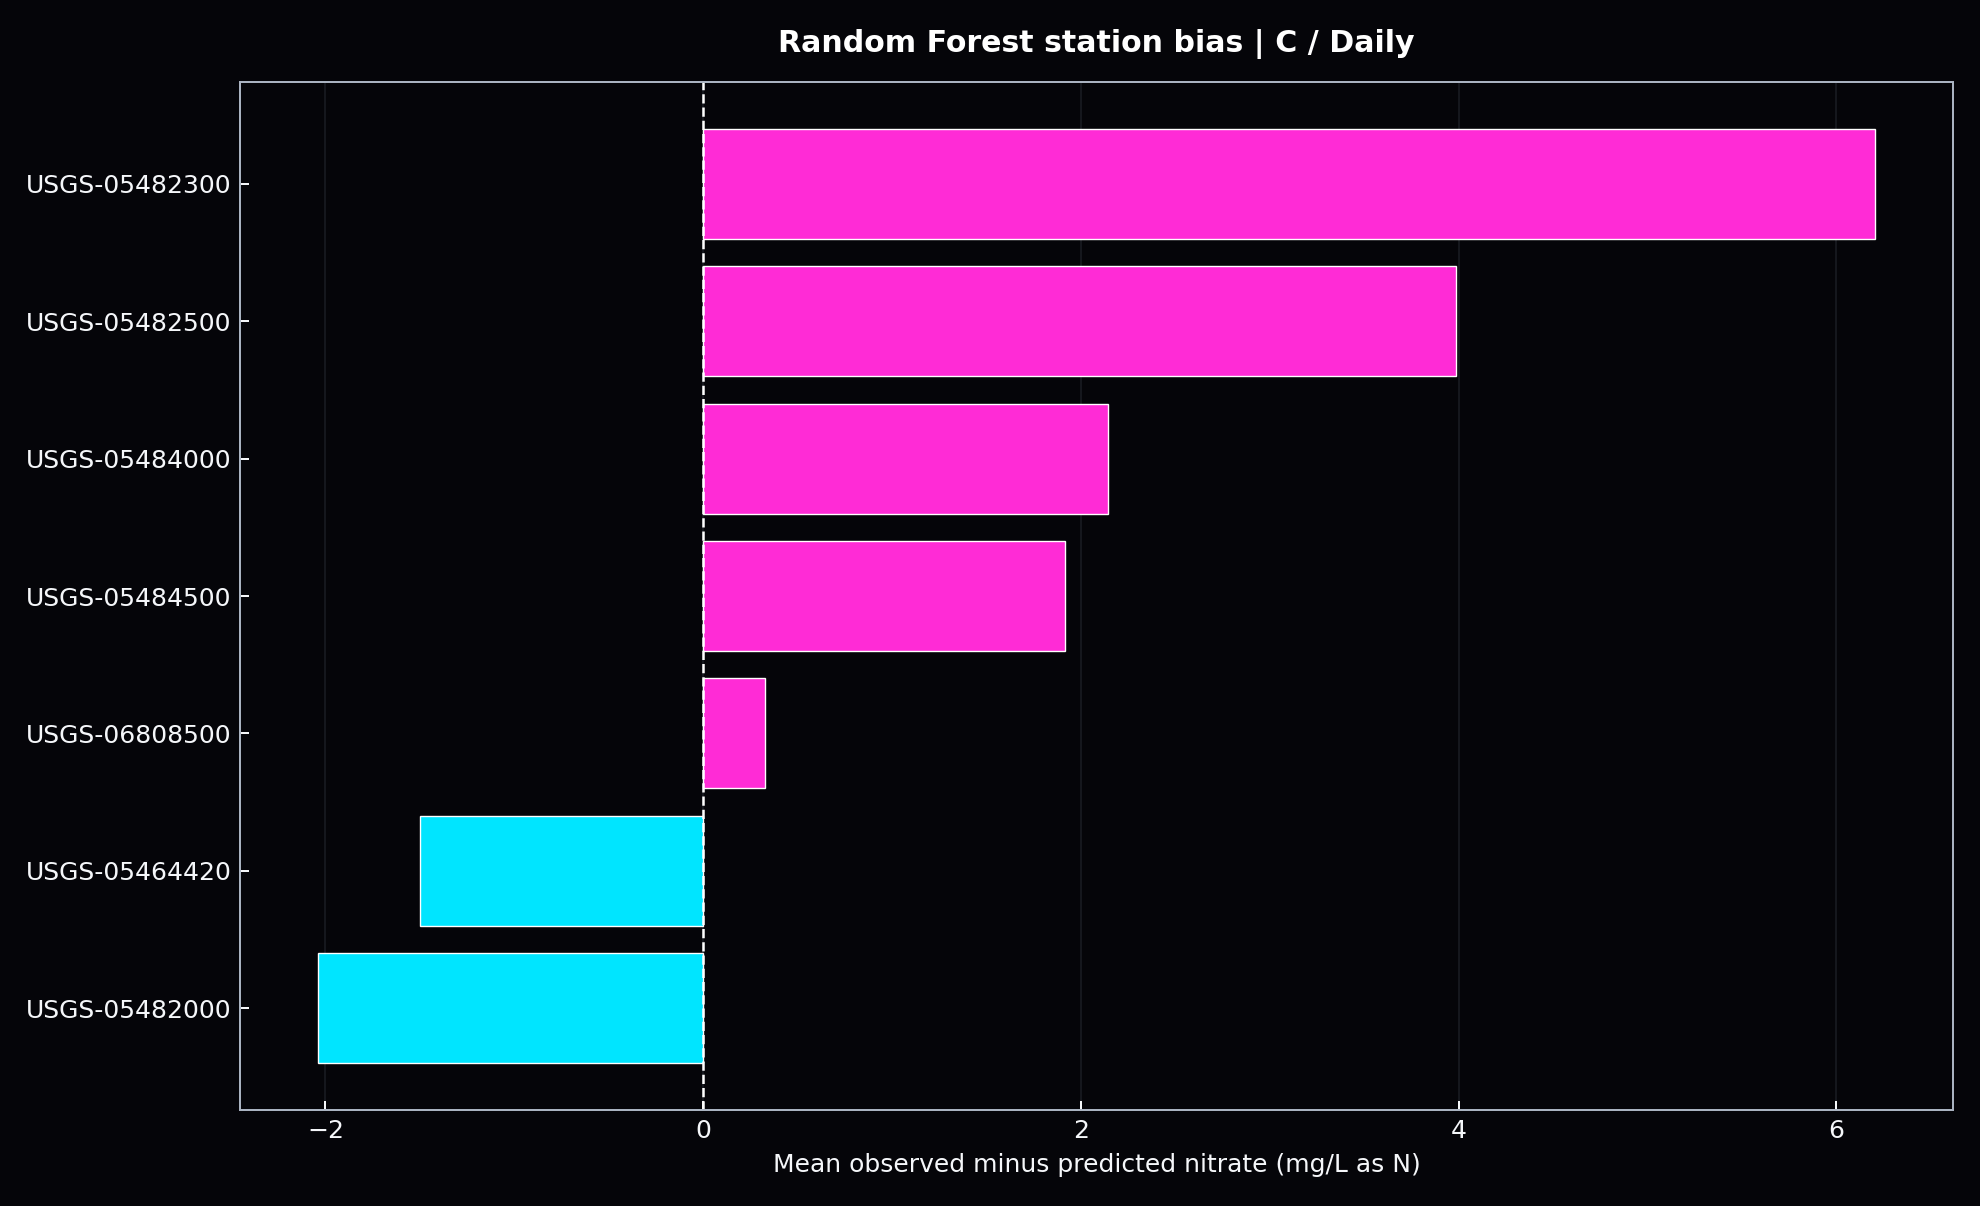 Random Forest station bias | C / Daily
USGS-05482300
USGS-05482500
USGS-05484000
USGS-05484500
USGS-06808500
USGS-05464420
USGS-05482000
−2 0 2 4 6
Mean observed minus predicted nitrate (mg/L as N)